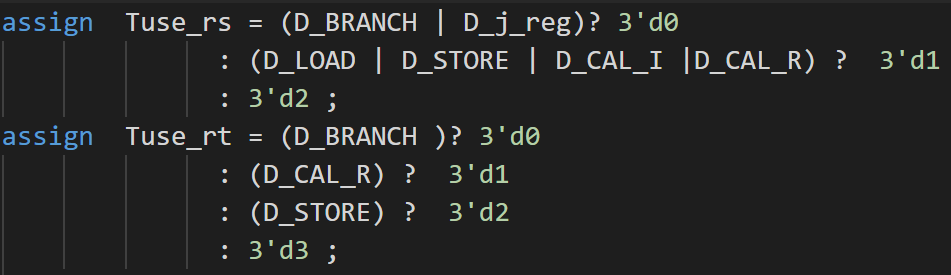 assign  Tuse_rs = (D_BRANCH | D_j_reg)? 3'd0
: (D_LOAD | D_STORE | D_CAL_I |D_CAL_R) ?  3'd1
: 3'd2 ;
assign  Tuse_rt = (D_BRANCH )? 3'd0
: (D_CAL_R) ?  3'd1
: (D_STORE) ?  3'd2
: 3'd3 ;